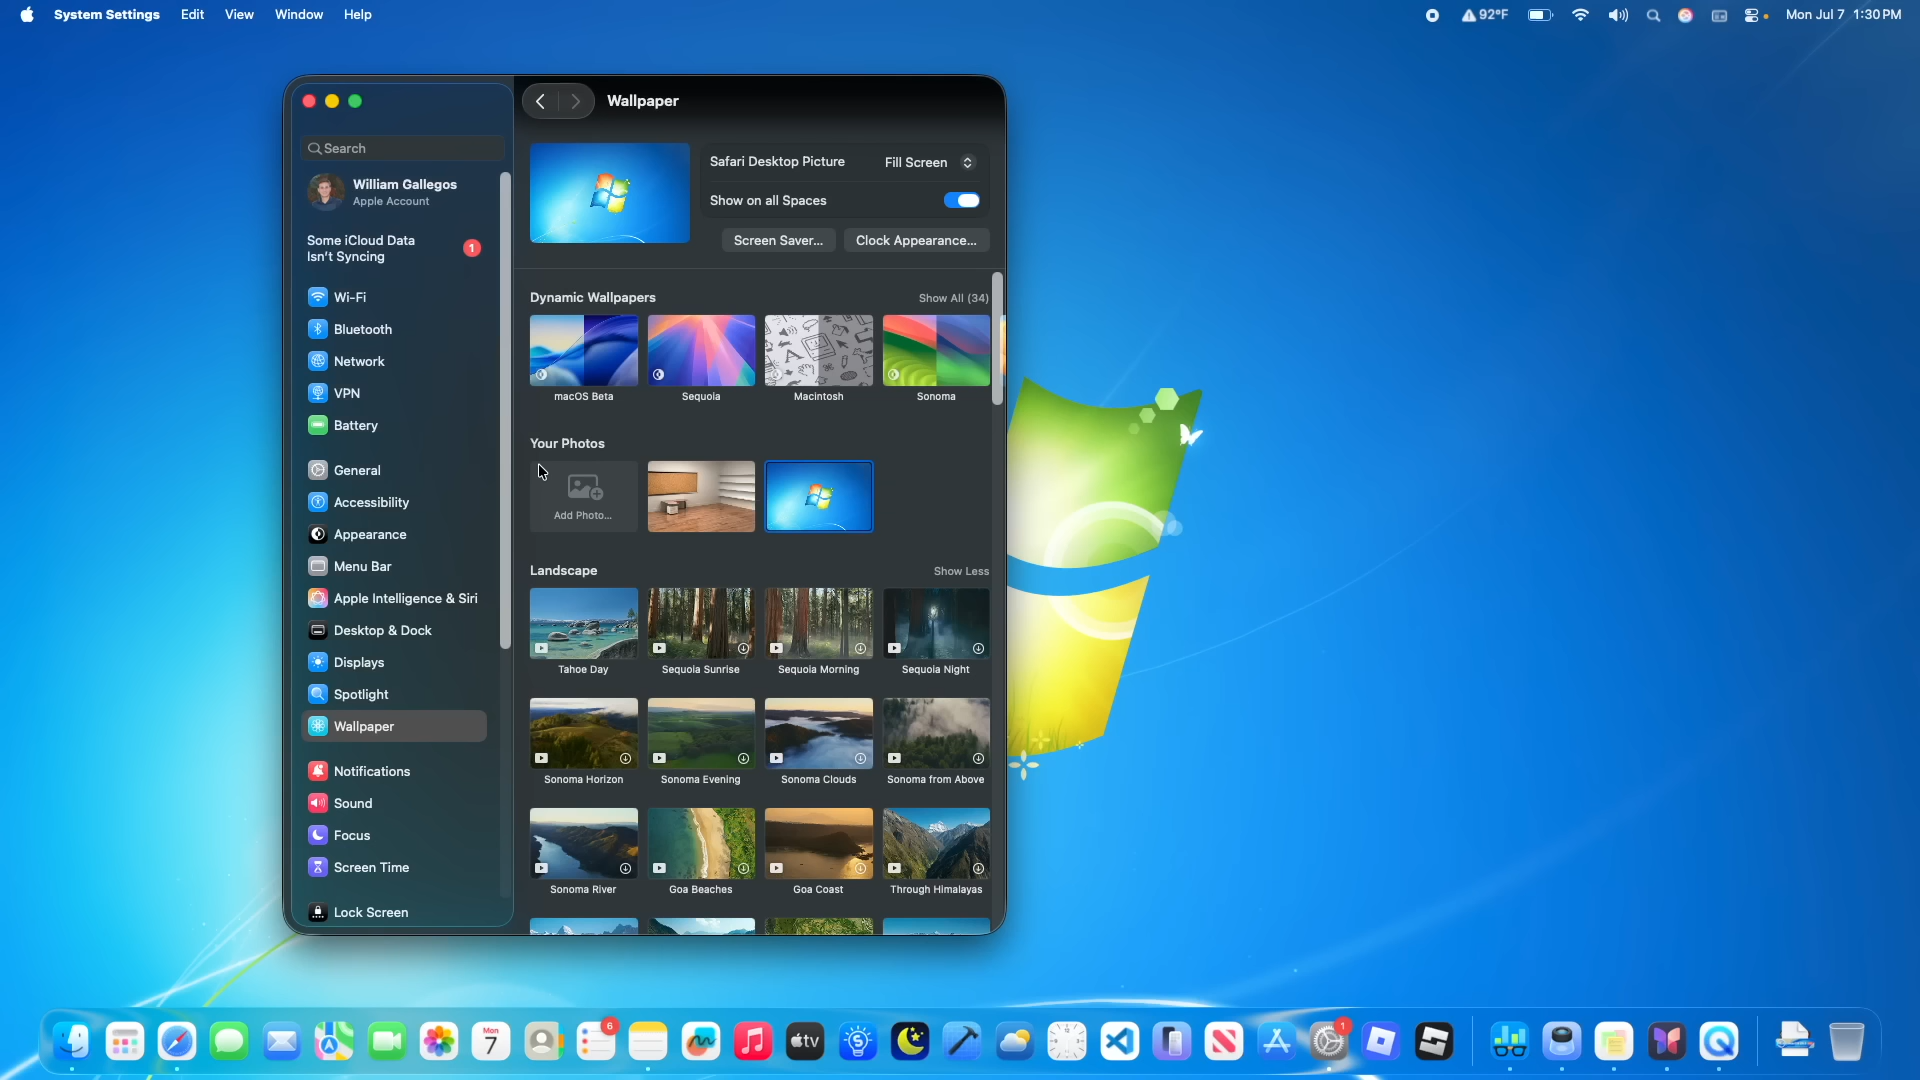 System Settings Edit View Window Help
92°F Mon Jul 7 1:30 PM
Wallpaper
Search
William Gallegos
Apple Account
Some iCloud Data
Isn't Syncing
1
Wi-Fi
Bluetooth
Network
VPN
Battery
General
Accessibility
Appearance
Menu Bar
Apple Intelligence & Siri
Desktop & Dock
Displays
Spotlight
Wallpaper
Notifications
Sound
Focus
Screen Time
Lock Screen
Safari Desktop Picture Fill Screen
Show on all Spaces
Screen Saver... Clock Appearance...
Dynamic Wallpapers Show All (34)
macOS Beta Sequoia Macintosh Sonoma
Your Photos
Add Photo...
Landscape Show Less
Tahoe Day Sequoia Sunrise Sequoia Morning Sequoia Night
Sonoma Horizon Sonoma Evening Sonoma Clouds Sonoma from Above
Sonoma River Goa Beaches Goa Coast Through Himalayas
Mon
7
6
tv
1